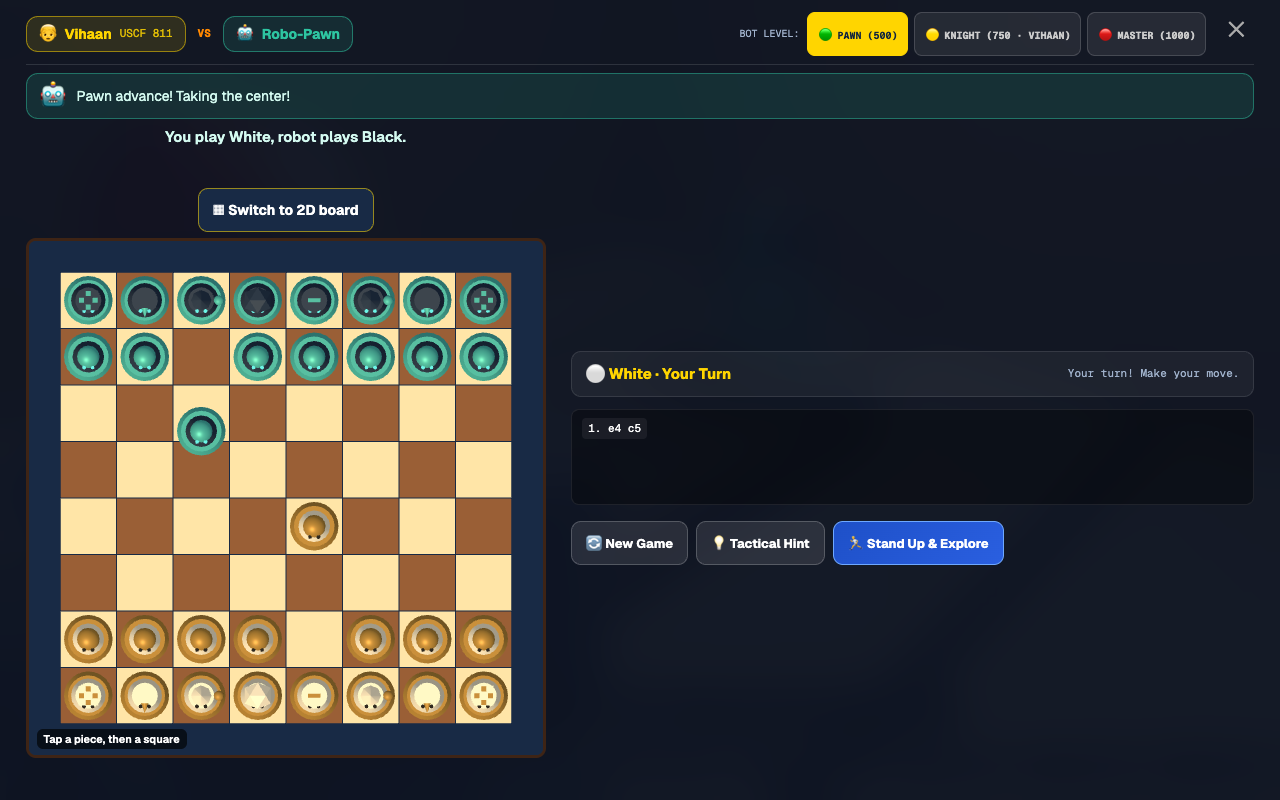 Vihaan USCF 811 VS Robo-Pawn BOT LEVEL: PAWN (500) KNIGHT (750 · VIHAAN) MASTER (1000)
Pawn advance! Taking the center!
You play White, robot plays Black.
Switch to 2D board
White · Your Turn Your turn! Make your move.
1. e4 c5
New Game Tactical Hint Stand Up & Explore
Tap a piece, then a square